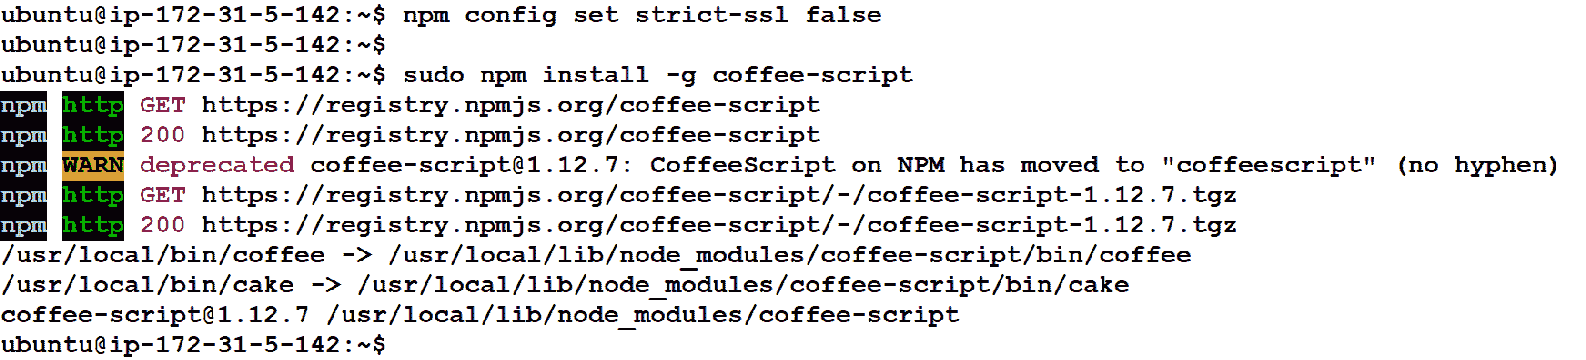 ubuntu@ip-172-31-5-142:~$ npm config set strict-ssl false
ubuntu@ip-172-31-5-142:~$
ubuntu@ip-172-31-5-142:~$ sudo npm install -g coffee-script
npm http GET https://registry.npmjs.org/coffee-script
npm http 200 https://registry.npmjs.org/coffee-script
npm WARN deprecated coffee-script@1.12.7: CoffeeScript on NPM has moved to "coffeescript" (no hyphen)
npm http GET https://registry.npmjs.org/coffee-script/-/coffee-script-1.12.7.tgz
npm http 200 https://registry.npmjs.org/coffee-script/-/coffee-script-1.12.7.tgz
/usr/local/bin/coffee -> /usr/local/lib/node_modules/coffee-script/bin/coffee
/usr/local/bin/cake -> /usr/local/lib/node_modules/coffee-script/bin/cake
coffee-script@1.12.7 /usr/local/lib/node_modules/coffee-script
ubuntu@ip-172-31-5-142:~$